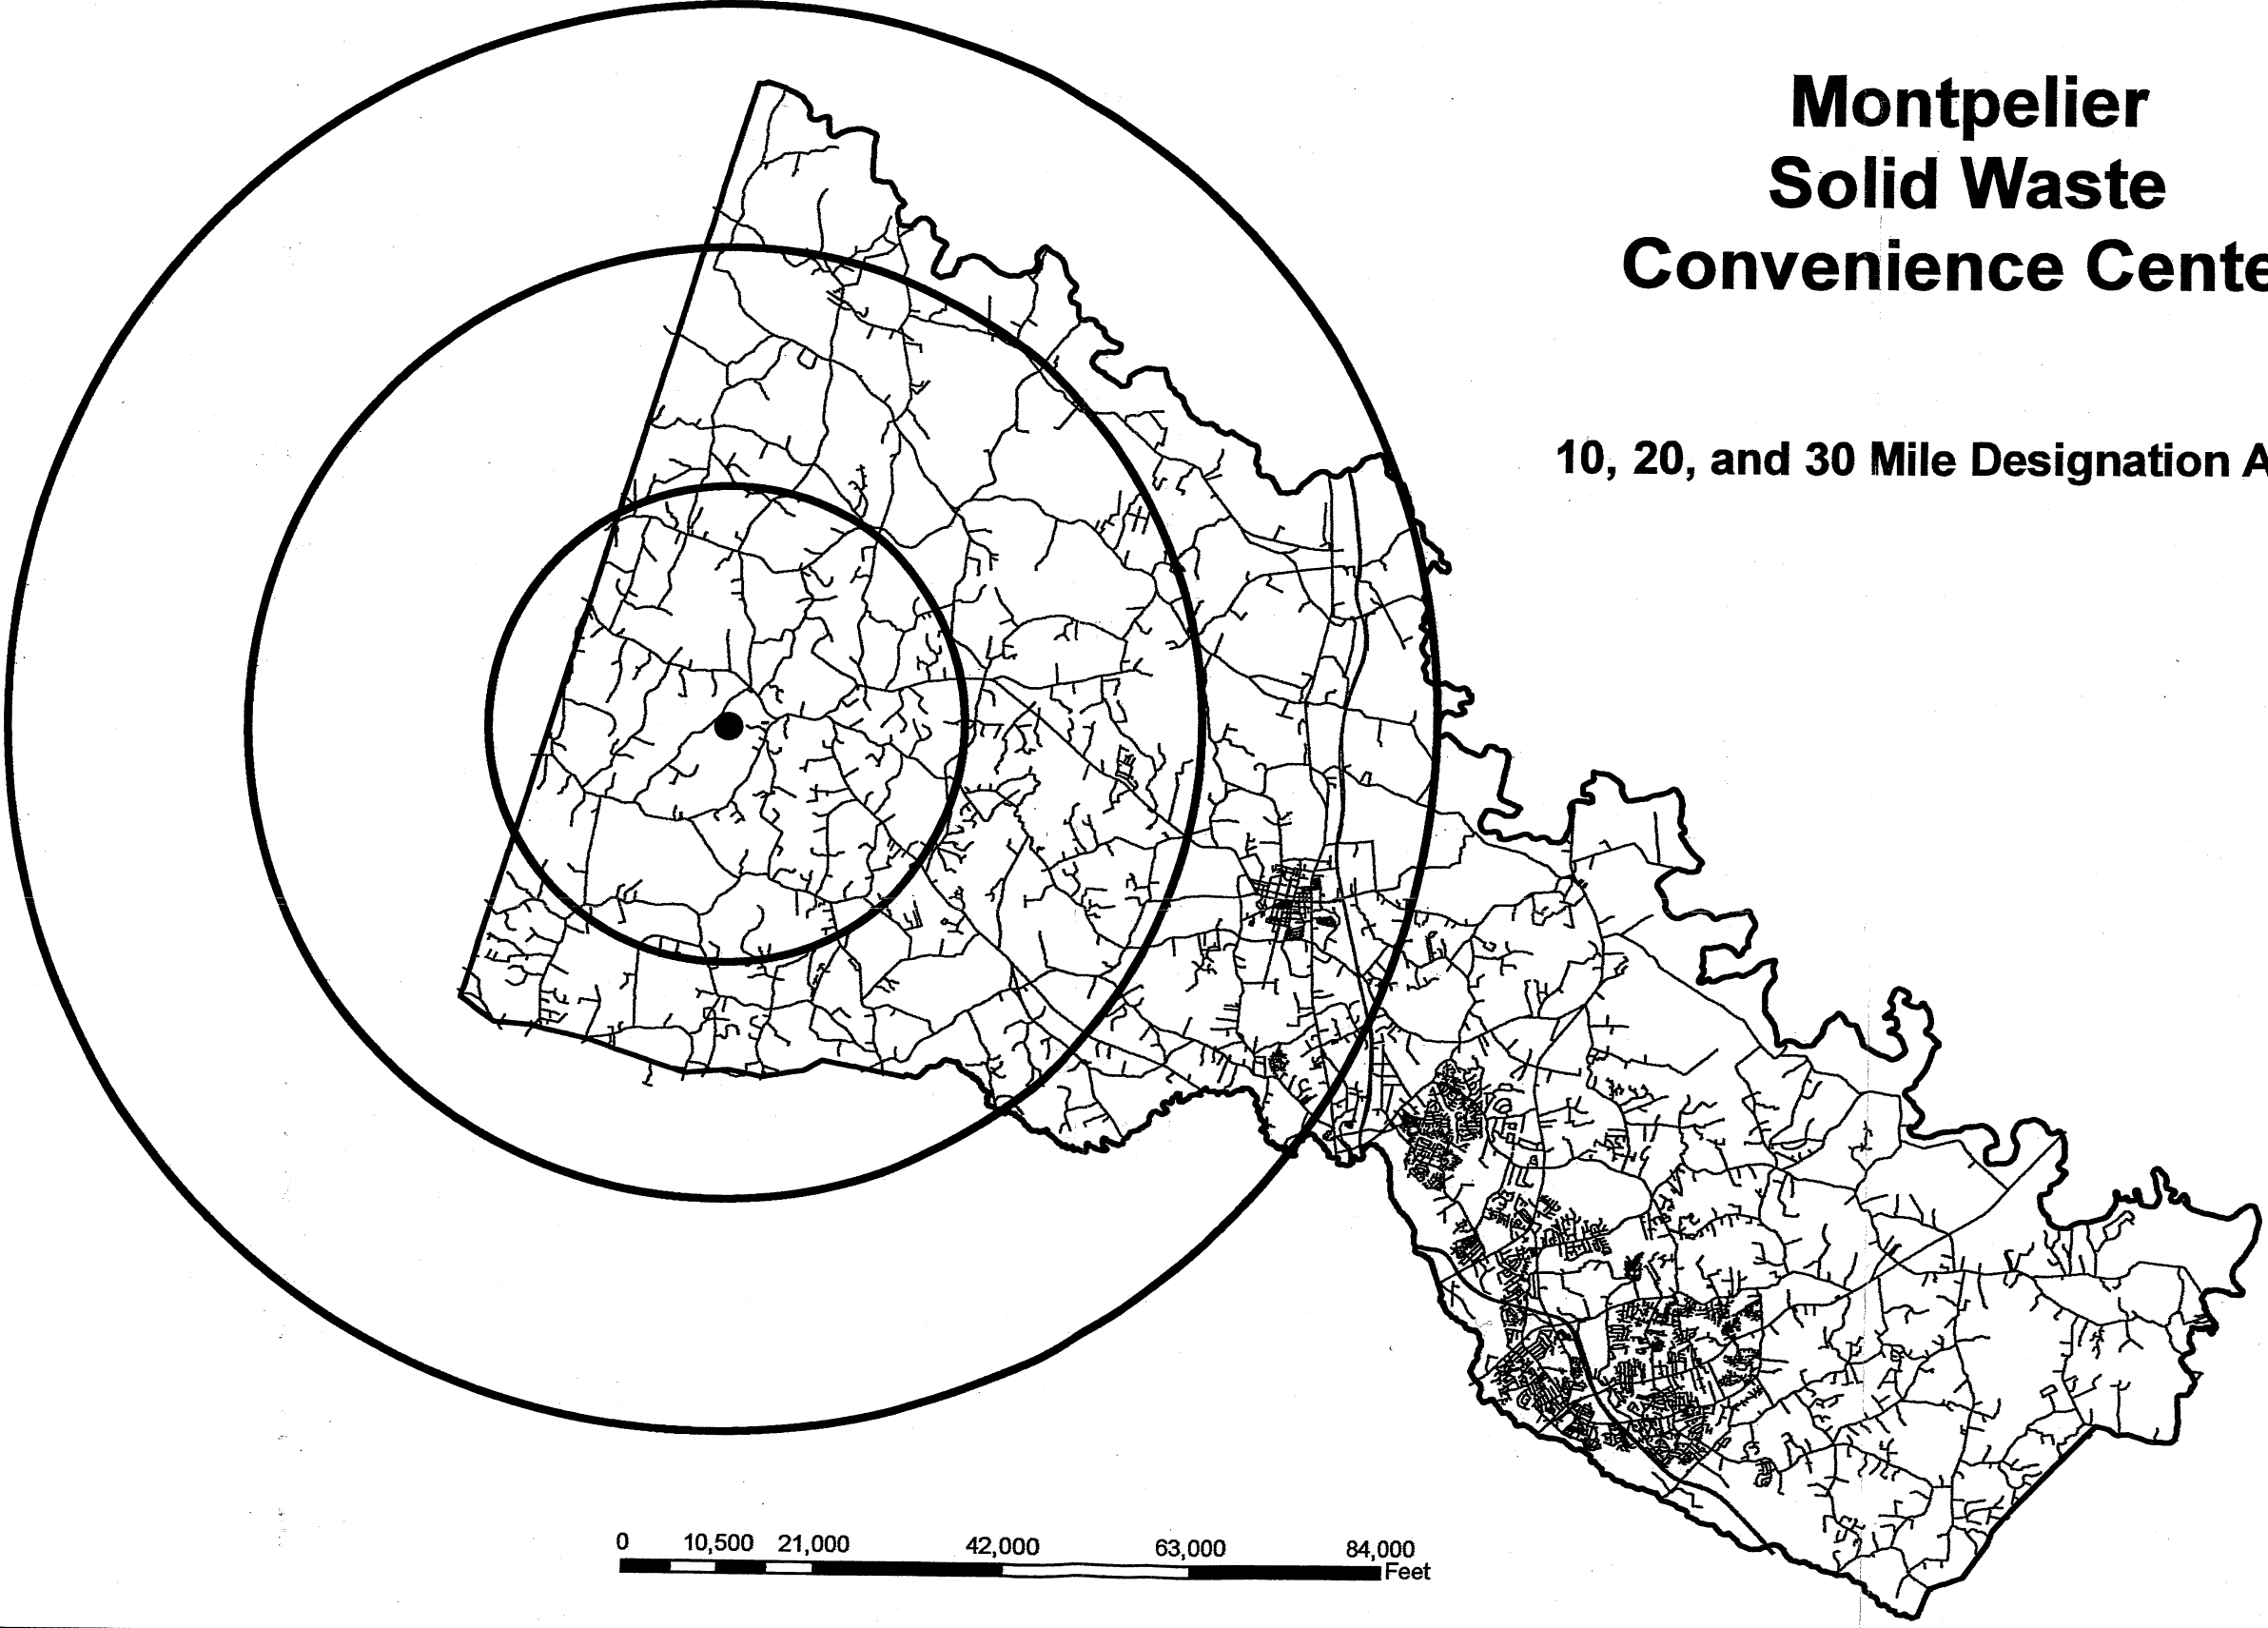 Montpelier
Solid Waste
Convenience Cente
10, 20, and 30 Mile Designation A
0 10,500 21,000 42,000 63,000 84,000
Feet